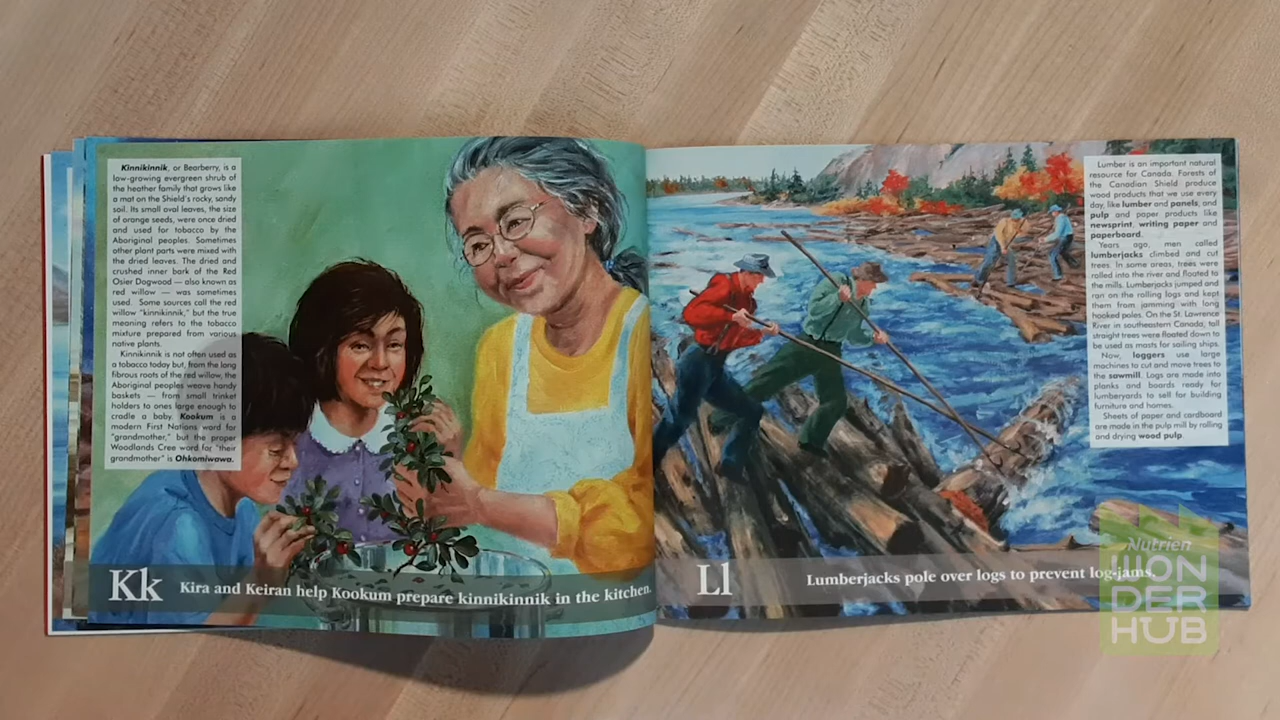 Kinnikinnik, or Bearberry, is a
low-growing evergreen shrub of
the heather family that grows like
a mat on the Shield's rocky, sandy
soil. Its small oval leaves, the size
of orange seeds, were once dried
and used for tobacco by the
Aboriginal peoples. Sometimes
other plant parts were mixed with
the dried leaves. The dried and
crushed inner bark of the Red
Osier Dogwood — also known as
red willow — was sometimes
used. Some sources call the red
willow "kinnikinnik," but the true
meaning refers to the tobacco
mixture prepared from various
native plants.
Kinnikinnik is not often used as
a tobacco today but, from the long
fibrous roots of the red willow, the
Aboriginal peoples weave handy
baskets — from small trinket
holders to ones large enough to
cradle a baby. Kookum is a
modern First Nations word for
"grandmother," but the proper
Woodlands Cree word for "their
grandmother" is Ohkomiwawa.
Kk Kira and Keiran help Kookum prepare kinnikinnik in the kitchen.
Lumber is an important natural
resource for Canada. Forests of
the Canadian Shield produce
wood products that we use every
day, like lumber and panels, and
pulp and paper products like
newsprint, writing paper and
paperboard.
Years ago, men called
lumberjacks climbed and cut
trees. In some areas, trees were
rolled into the river and floated to
the mills. Lumberjacks jumped and
ran on the rolling logs and kept
them from jamming with long
hooked poles. On the St. Lawrence
River in southeastern Canada, tall
straight trees were floated down to
be used as masts for sailing ships.
Now, loggers use large
machines to cut and move trees to
the sawmill. Logs are made into
planks and boards ready for
lumberyards to sell for building
furniture and homes.
Sheets of paper and cardboard
are made in the pulp mill by rolling
and drying wood pulp.
Ll Lumberjacks pole over logs to prevent log-jams.
Nutrien
WON
DER
HUB